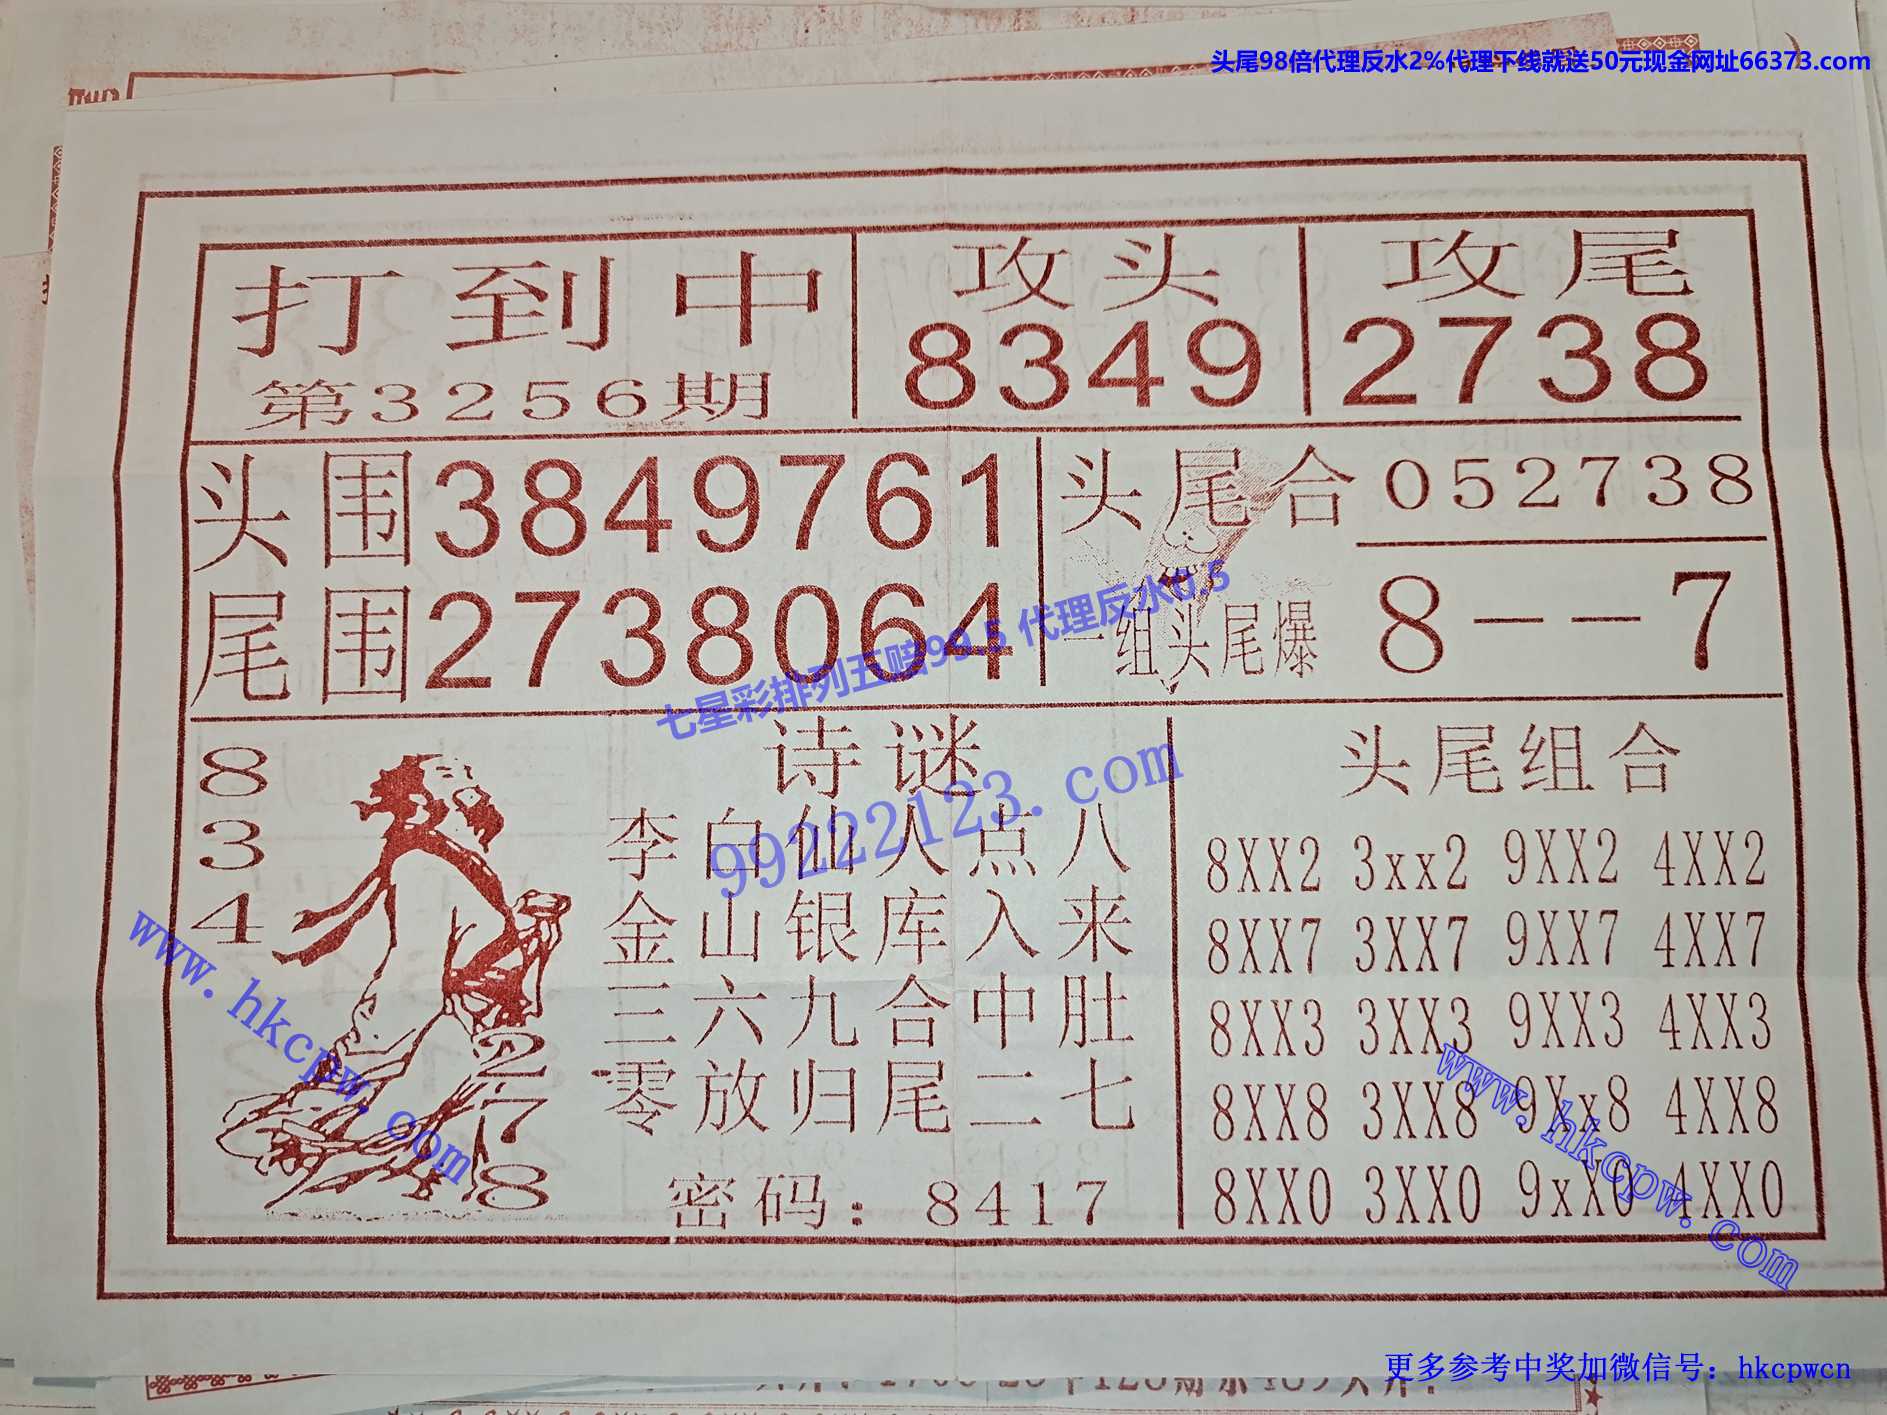 头尾98倍代理反水2%代理下线就送50元现金网址66373.com
打到中
第3256期
攻头
8349
攻尾
2738
头围3849761
尾围2738064
头尾合 052738
一组头尾爆 8--7
七星彩排列五赔99.5 代理反水0.5
99222123.com
8
3
4
2
7
8
诗谜
李白仙人点八
金山银库入来
三六九合中肚
零放归尾二七
密码：8417
头尾组合
8XX2 3xx2 9XX2 4XX2
8XX7 3XX7 9XX7 4XX7
8XX3 3XX3 9XX3 4XX3
8XX8 3XX8 9Xx8 4XX8
8XX0 3XX0 9xX0 4XX0
www.hkcpw.com
www.hkcpw.com
更多参考中奖加微信号：hkcpwcn